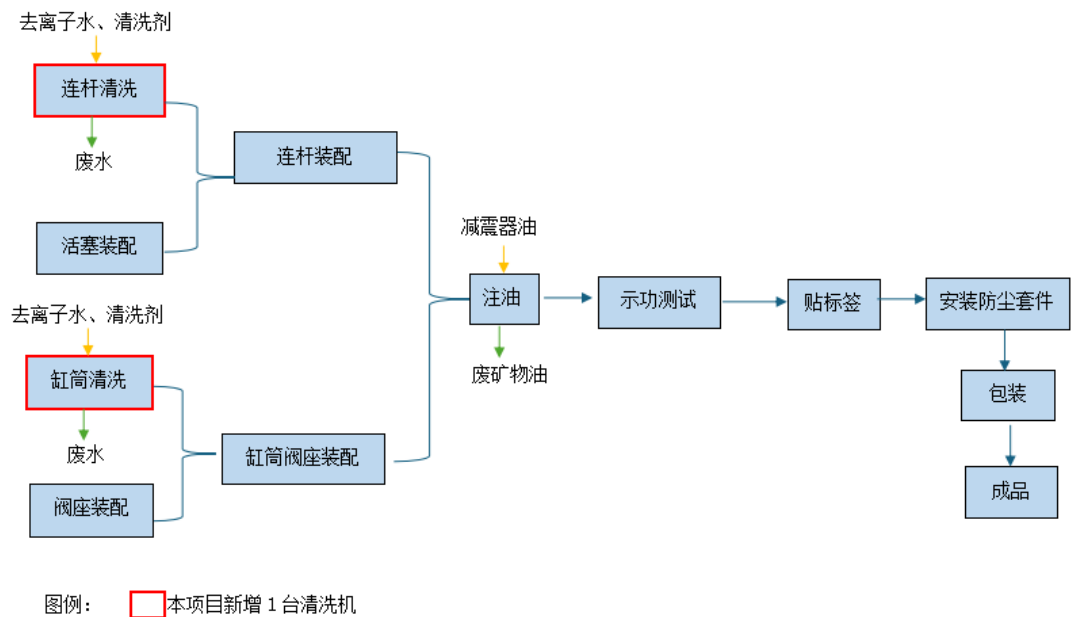 去离子水、清洗剂
连杆清洗
废水
连杆装配
活塞装配
减震器油
注油
示功测试
贴标签
安装防尘套件
去离子水、清洗剂
缸筒清洗
废矿物油
包装
废水
缸筒阀座装配
阀座装配
成品
图例：
本项目新增1台清洗机